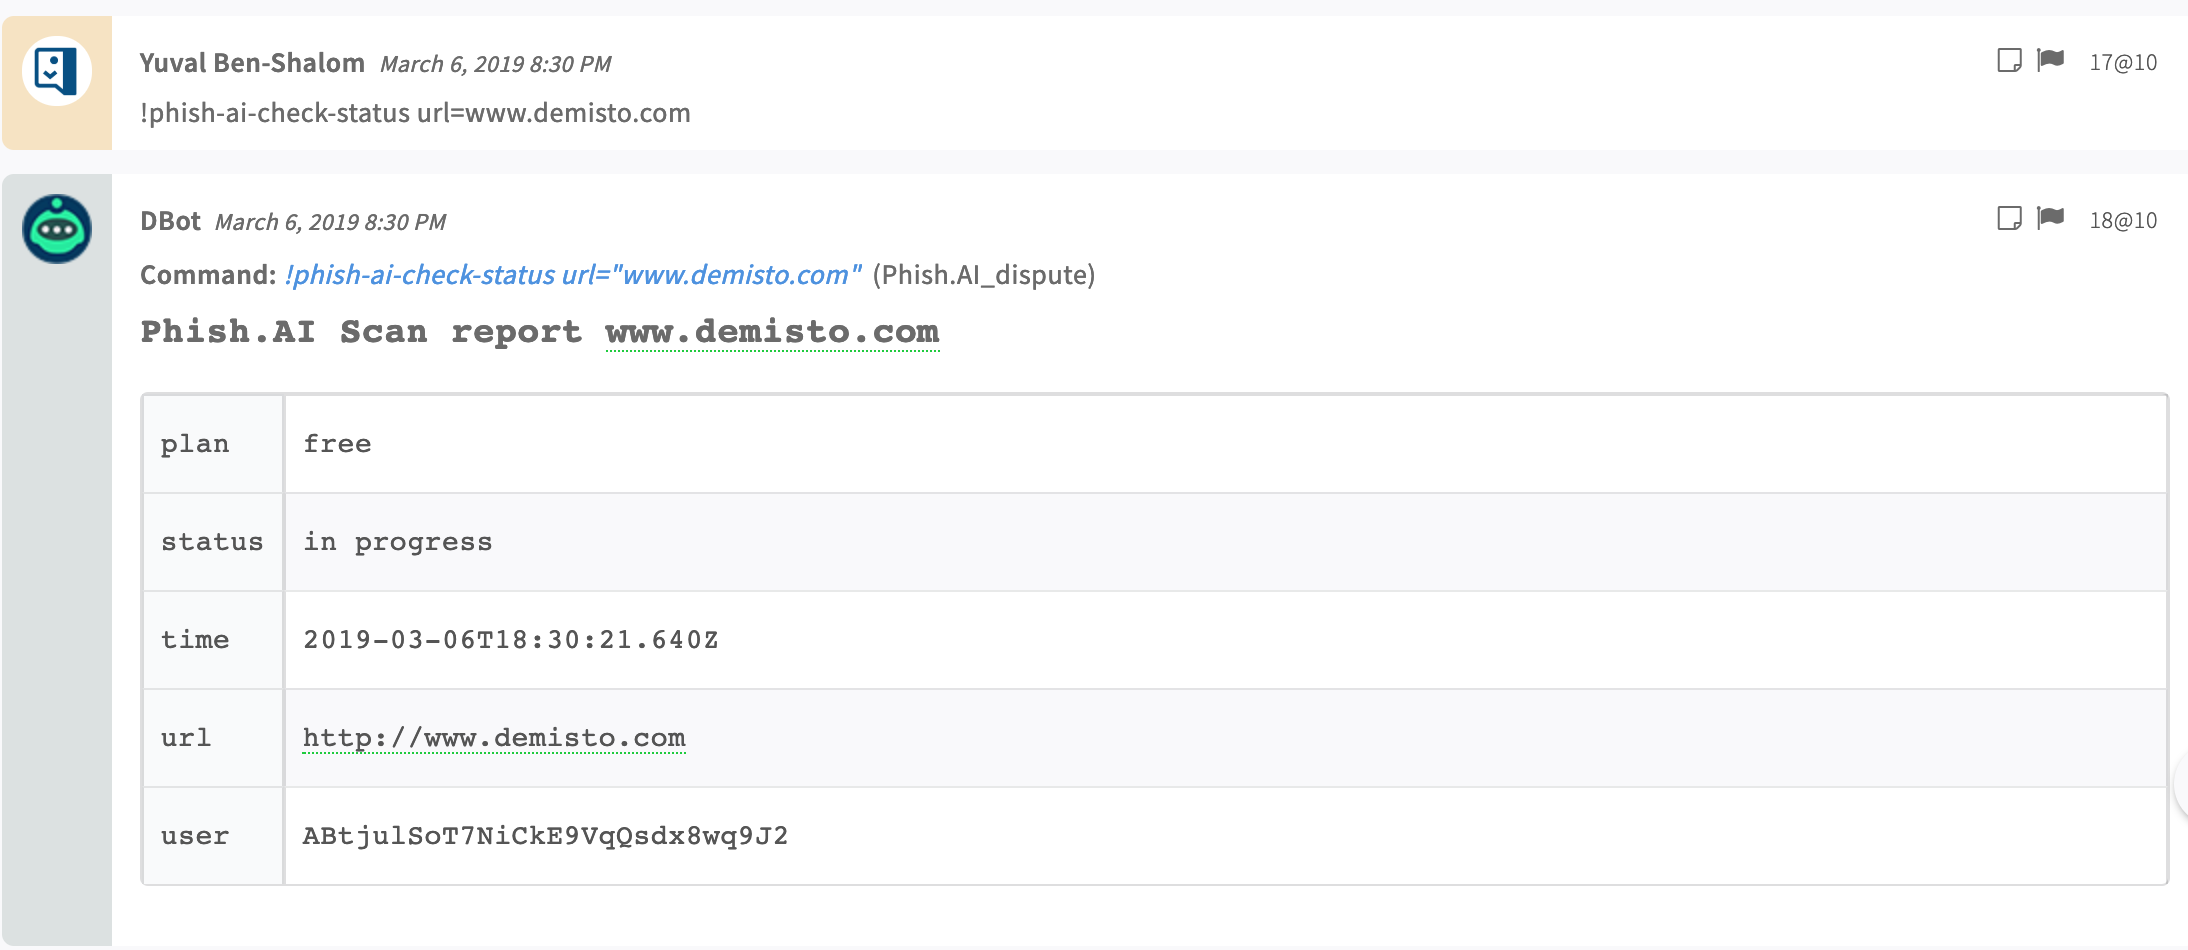 Yuval Ben-Shalom March 6, 2019 8:30 PM 17@10
!phish-ai-check-status url=www.demisto.com
DBot March 6, 2019 8:30 PM 18@10
Command: !phish-ai-check-status url="www.demisto.com" (Phish.AI_dispute)
Phish.AI Scan report www.demisto.com
plan free
status in progress
time 2019-03-06T18:30:21.640Z
url http://www.demisto.com
user ABtjulSoT7NiCkE9VqQsdx8wq9J2